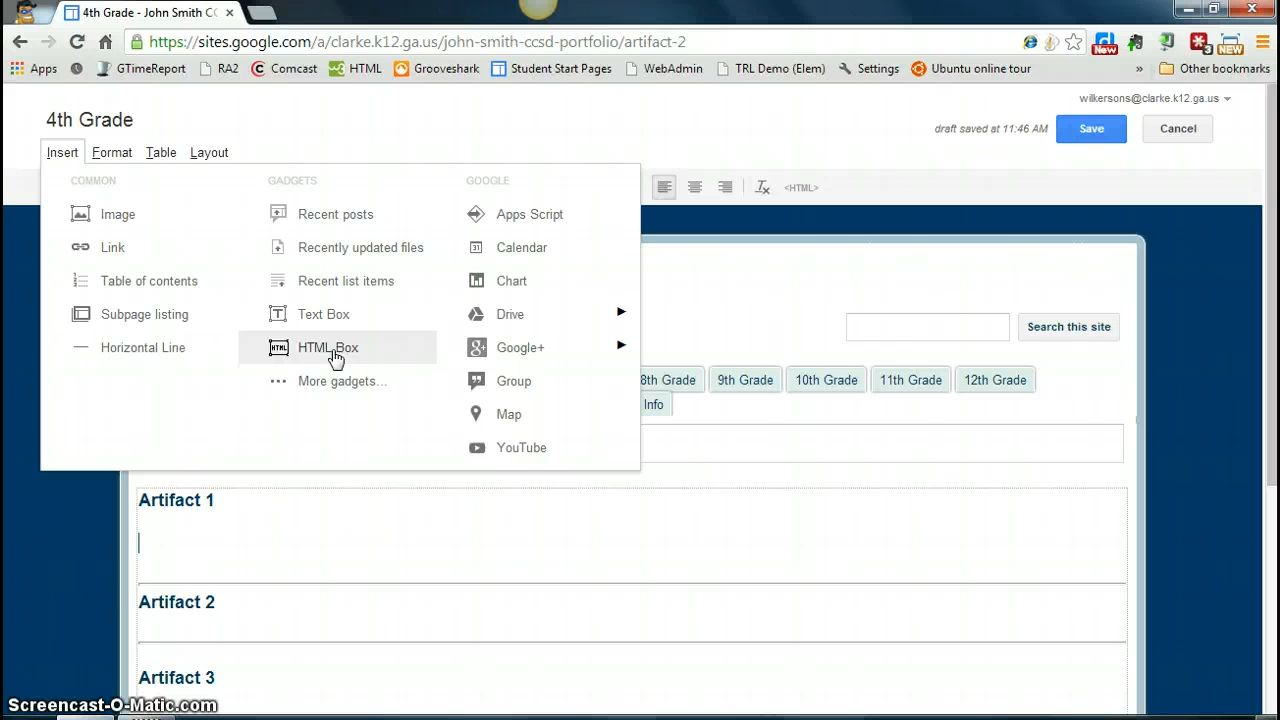 4th Grade - John Smith CC
https://sites.google.com/a/clarke.k12.ga.us/john-smith-ccsd-portfolio/artifact-2
New
3
NEW
Apps
GTimeReport
RA2
Comcast
HTML
Grooveshark
Student Start Pages
WebAdmin
TRL Demo (Elem)
Settings
Ubuntu online tour
»
Other bookmarks
wilkersons@clarke.k12.ga.us
4th Grade
draft saved at 11:46 AM
Save
Cancel
Insert Format Table Layout
<HTML>
COMMON
Image
Link
Table of contents
Subpage listing
Horizontal Line
GADGETS
Recent posts
Recently updated files
Recent list items
Text Box
HTML Box
More gadgets...
GOOGLE
Apps Script
31 Calendar
Chart
Drive
Google+
Group
Map
YouTube
Search this site
8th Grade 9th Grade 10th Grade 11th Grade 12th Grade
Info
Artifact 1
Artifact 2
Artifact 3
Screencast-O-Matic.com